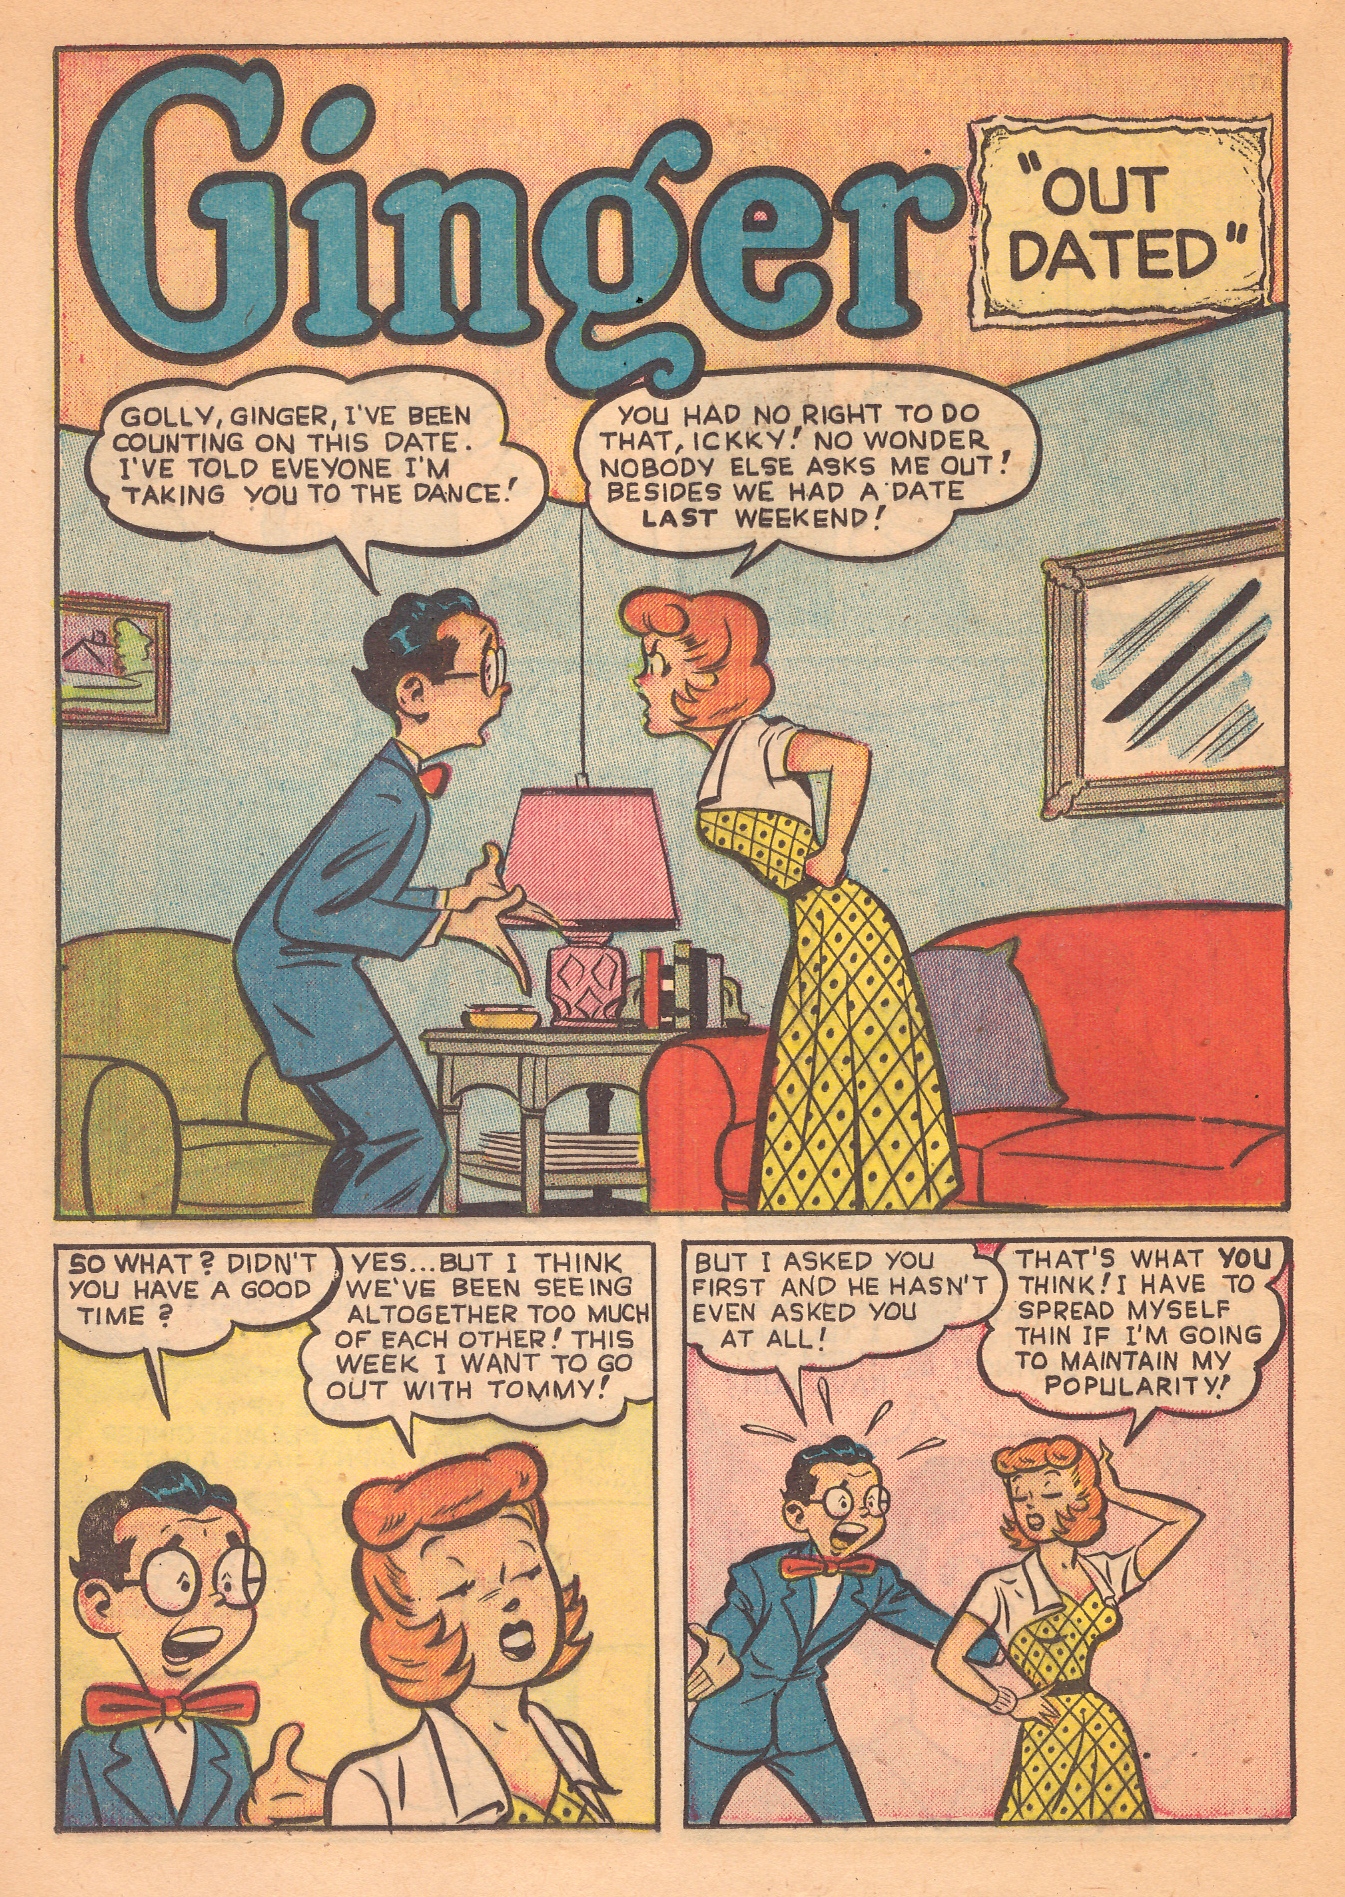 Ginger
"OUT
DATED"
GOLLY, GINGER, I'VE BEEN
COUNTING ON THIS DATE.
I'VE TOLD EVEYONE I'M
TAKING YOU TO THE DANCE!
YOU HAD NO RIGHT TO DO
THAT, ICKKY! NO WONDER
NOBODY ELSE ASKS ME OUT!
BESIDES WE HAD A DATE
LAST WEEKEND!
SO WHAT? DIDN'T
YOU HAVE A GOOD
TIME?
YES...BUT I THINK
WE'VE BEEN SEEING
ALTOGETHER TOO MUCH
OF EACH OTHER! THIS
WEEK I WANT TO GO
OUT WITH TOMMY!
BUT I ASKED YOU
FIRST AND HE HASN'T
EVEN ASKED YOU
AT ALL!
THAT'S WHAT YOU
THINK! I HAVE TO
SPREAD MYSELF
THIN IF I'M GOING
TO MAINTAIN MY
POPULARITY!